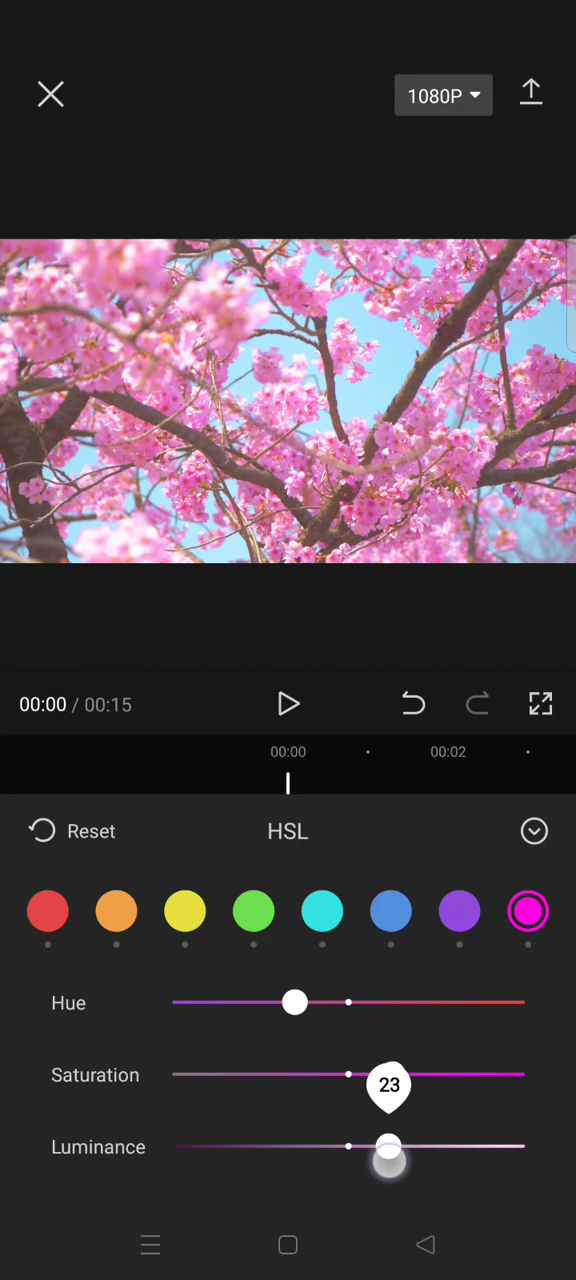 1080P
00:00 / 00:15
00:00
00:02
Reset
HSL
Hue
Saturation
23
Luminance